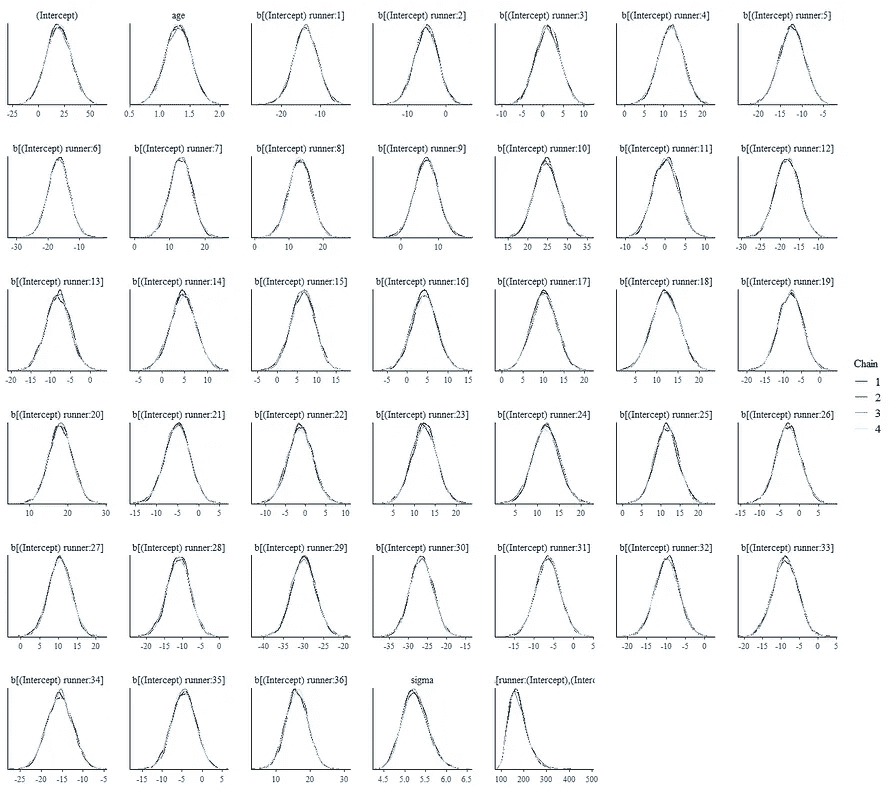 (Intercept) age b[(Intercept) runner:1] b[(Intercept) runner:2] b[(Intercept) runner:3] b[(Intercept) runner:4] b[(Intercept) runner:5]
-25 0 25 50 0.5 1.0 1.5 2.0 -20 -10 -10 0 -10 -5 0 5 10 0 5 10 15 20 -20 -15 -10 -5
b[(Intercept) runner:6] b[(Intercept) runner:7] b[(Intercept) runner:8] b[(Intercept) runner:9] b[(Intercept) runner:10] b[(Intercept) runner:11] b[(Intercept) runner:12]
-30 -20 -10 0 10 20 0 10 20 0 10 15 20 25 30 35 -10 -5 0 5 10 -30 -25 -20 -15 -10
b[(Intercept) runner:13] b[(Intercept) runner:14] b[(Intercept) runner:15] b[(Intercept) runner:16] b[(Intercept) runner:17] b[(Intercept) runner:18] b[(Intercept) runner:19]
-20 -15 -10 -5 0 -5 0 5 10 -5 0 5 10 15 -5 0 5 10 15 0 5 10 15 20 5 10 15 20 -20 -15 -10 -5 0
Chain
1
2
3
4
b[(Intercept) runner:20] b[(Intercept) runner:21] b[(Intercept) runner:22] b[(Intercept) runner:23] b[(Intercept) runner:24] b[(Intercept) runner:25] b[(Intercept) runner:26]
10 20 30 -15 -10 -5 0 5 -10 -5 0 5 10 5 10 15 20 5 10 15 20 0 5 10 15 20 -15 -10 -5 0 5
b[(Intercept) runner:27] b[(Intercept) runner:28] b[(Intercept) runner:29] b[(Intercept) runner:30] b[(Intercept) runner:31] b[(Intercept) runner:32] b[(Intercept) runner:33]
0 5 10 15 20 -20 -15 -10 -5 0 -40 -35 -30 -25 -20 -35 -30 -25 -20 -15 -15 -10 -5 0 5 -20 -15 -10 -5 0 -20 -15 -10 -5 0 5
b[(Intercept) runner:34] b[(Intercept) runner:35] b[(Intercept) runner:36] sigma [runner:(Intercept),(Interc
-25 -20 -15 -10 -5 -15 -10 -5 0 5 10 20 30 4.5 5.0 5.5 6.0 6.5 100 200 300 400 500